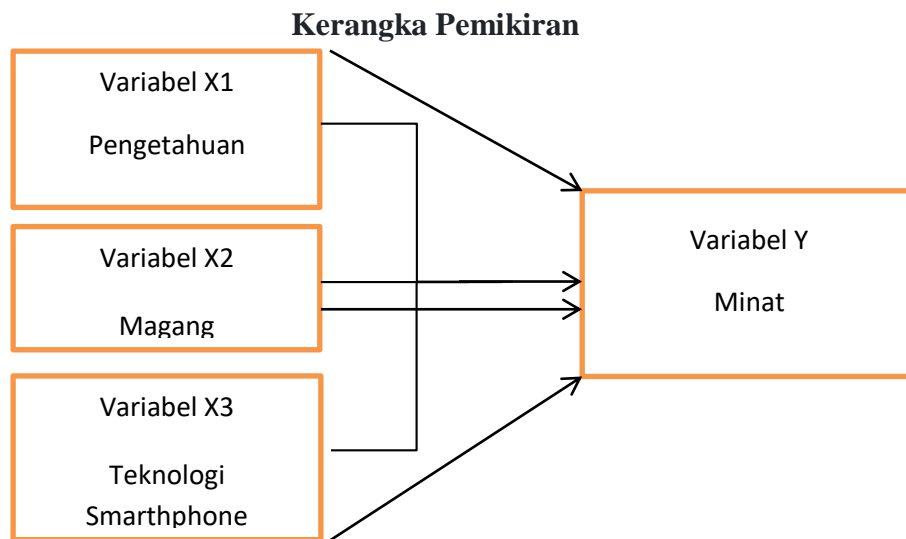 Kerangka Pemikiran
Variabel X1
Pengetahuan
Variabel X2
Magang
Variabel X3
Teknologi
Smarthphone
Variabel Y
Minat